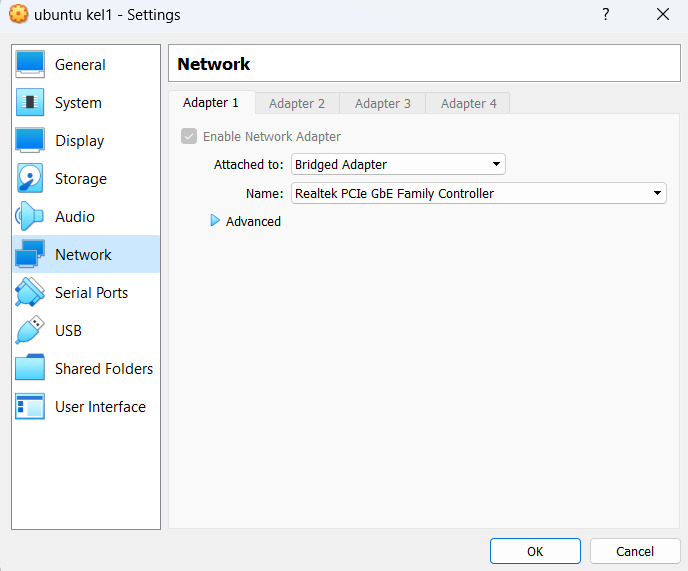 ubuntu kel1 - Settings
?
General
System
Display
Storage
Audio
Network
Serial Ports
USB
Shared Folders
User Interface
Network
Adapter 1
Adapter 2
Adapter 3
Adapter 4
Enable Network Adapter
Attached to: Bridged Adapter
Name: Realtek PCIe GbE Family Controller
Advanced
OK
Cancel